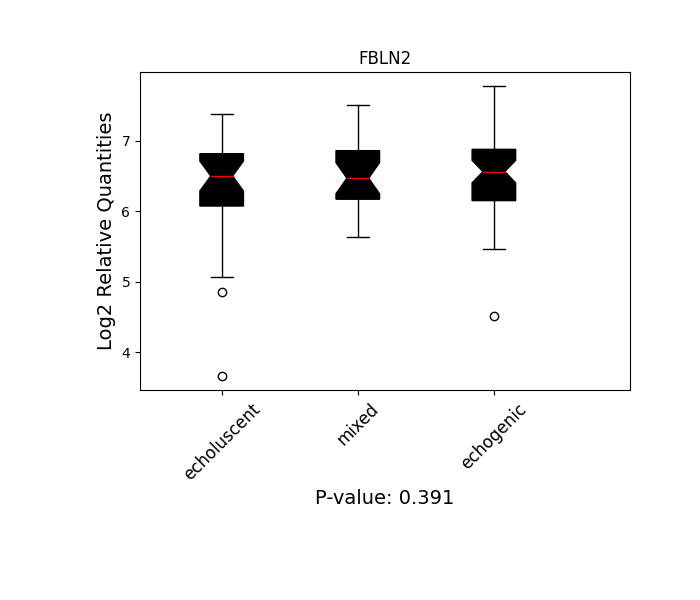 FBLN2
Log2 Relative Quantities
7
6
5
4
echoluscent
mixed
echogenic
P-value: 0.391